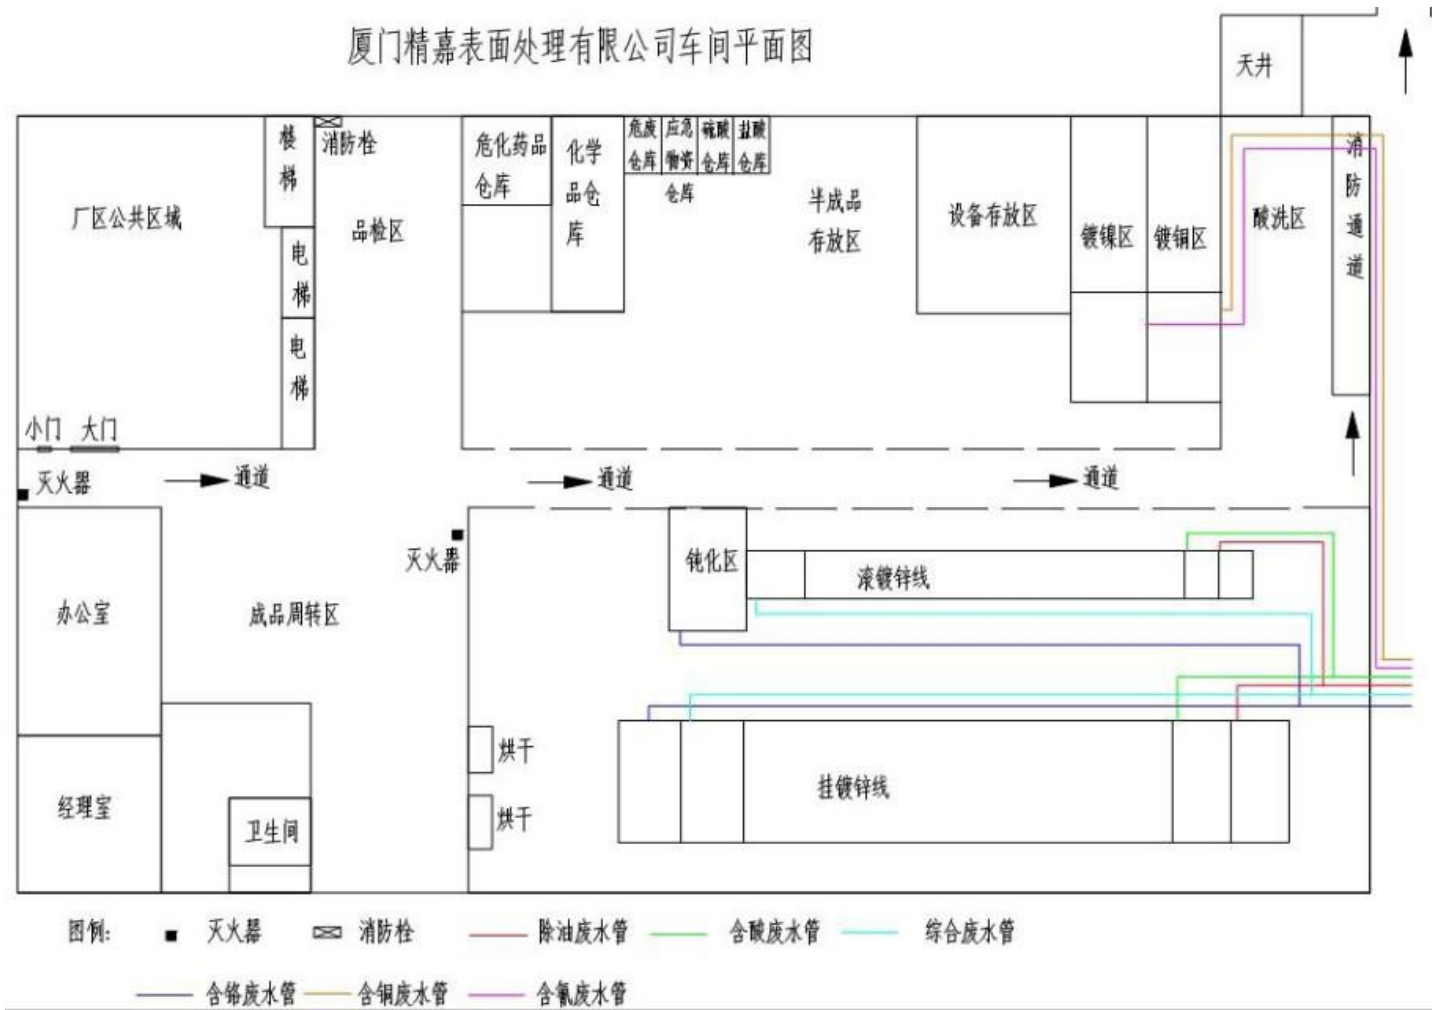 厦门精嘉表面处理有限公司车间平面图
天井
楼梯
消防栓
危化药品
仓库
化学
品仓
库
危废
仓库
应急
物资
仓库
硫酸
仓库
盐酸
仓库
消防通道
厂区公共区域
品检区
半成品
存放区
设备存放区
镀镍区
镀铜区
酸洗区
电梯
电梯
小门
大门
灭火器
通道
通道
通道
灭火器
钝化区
滚镀锌线
办公室
成品周转区
烘干
挂镀锌线
经理室
卫生间
烘干
图例:
灭火器
消防栓
除油废水管
含酸废水管
综合废水管
含铬废水管
含铜废水管
含氰废水管